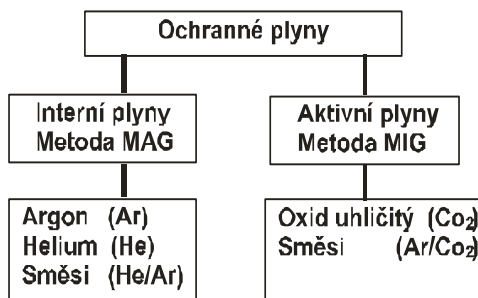 Ochranné plyny
Interní plyny
Metoda MAG
Aktivní plyny
Metoda MIG
Argon (Ar)
Helium (He)
Směsi (He/Ar)
Oxid uhličitý (Co₂)
Směsi (Ar/Co₂)